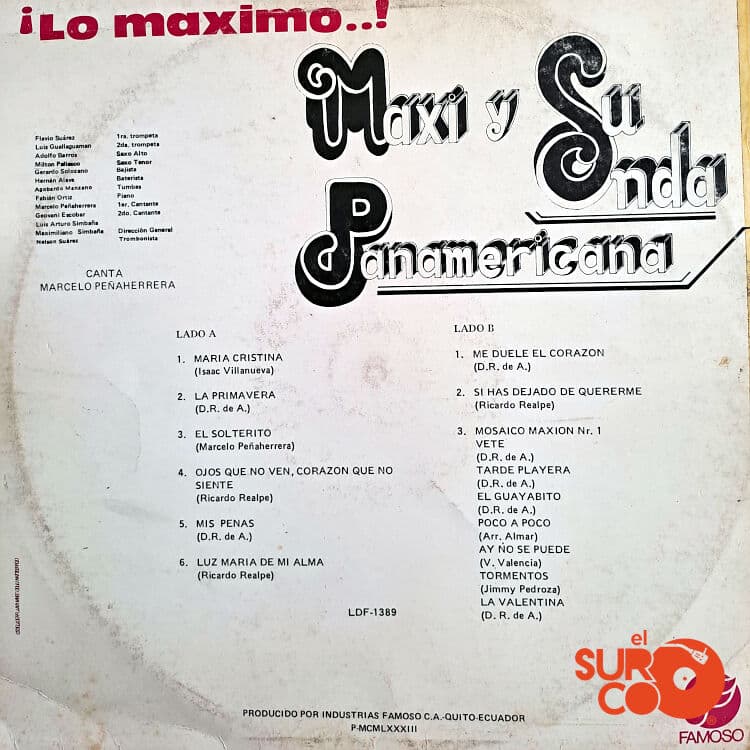 ¡Lo maximo..!
Maxi y Su
Onda
Panamericana
Flavio Suárez 1ra. trompeta
Luis Guallaguaman 2da. trompeta
Adolfo Barros Saxo Alto
Milton Pallasco Saxo Tenor
Gerardo Solozano Bajista
Hernán Alava Baterista
Agobardo Manzano Tumbas
Fabián Ortiz Piano
Marcelo Peñaherrera 1er. Cantante
Geovani Escobar 2do. Cantante
Luis Arturo Simbaña
Maximiliano Simbaña Dirección General
Nelson Suárez Trombonista
CANTA
MARCELO PEÑAHERRERA
LADO A
1. MARIA CRISTINA
(Isaac Villanueva)
2. LA PRIMAVERA
(D.R. de A.)
3. EL SOLTERITO
(Marcelo Peñaherrera)
4. OJOS QUE NO VEN, CORAZON QUE NO
SIENTE
(Ricardo Realpe)
5. MIS PENAS
(D.R. de A.)
6. LUZ MARIA DE MI ALMA
(Ricardo Realpe)
LADO B
1. ME DUELE EL CORAZON
(D.R. de A.)
2. SI HAS DEJADO DE QUERERME
(Ricardo Realpe)
3. MOSAICO MAXION Nr. 1
VETE
(D.R. de A.)
TARDE PLAYERA
(D.R. de A.)
EL GUAYABITO
(D.R. de A.)
POCO A POCO
(Arr. Almar)
AY NO SE PUEDE
(V. Valencia)
TORMENTOS
(Jimmy Pedroza)
LA VALENTINA
(D. R. de A.)
LDF-1389
el
SURCO
PRODUCIDO POR INDUSTRIAS FAMOSO C.A.-QUITO-ECUADOR
P-MCMLXXXIII
FAMOSO